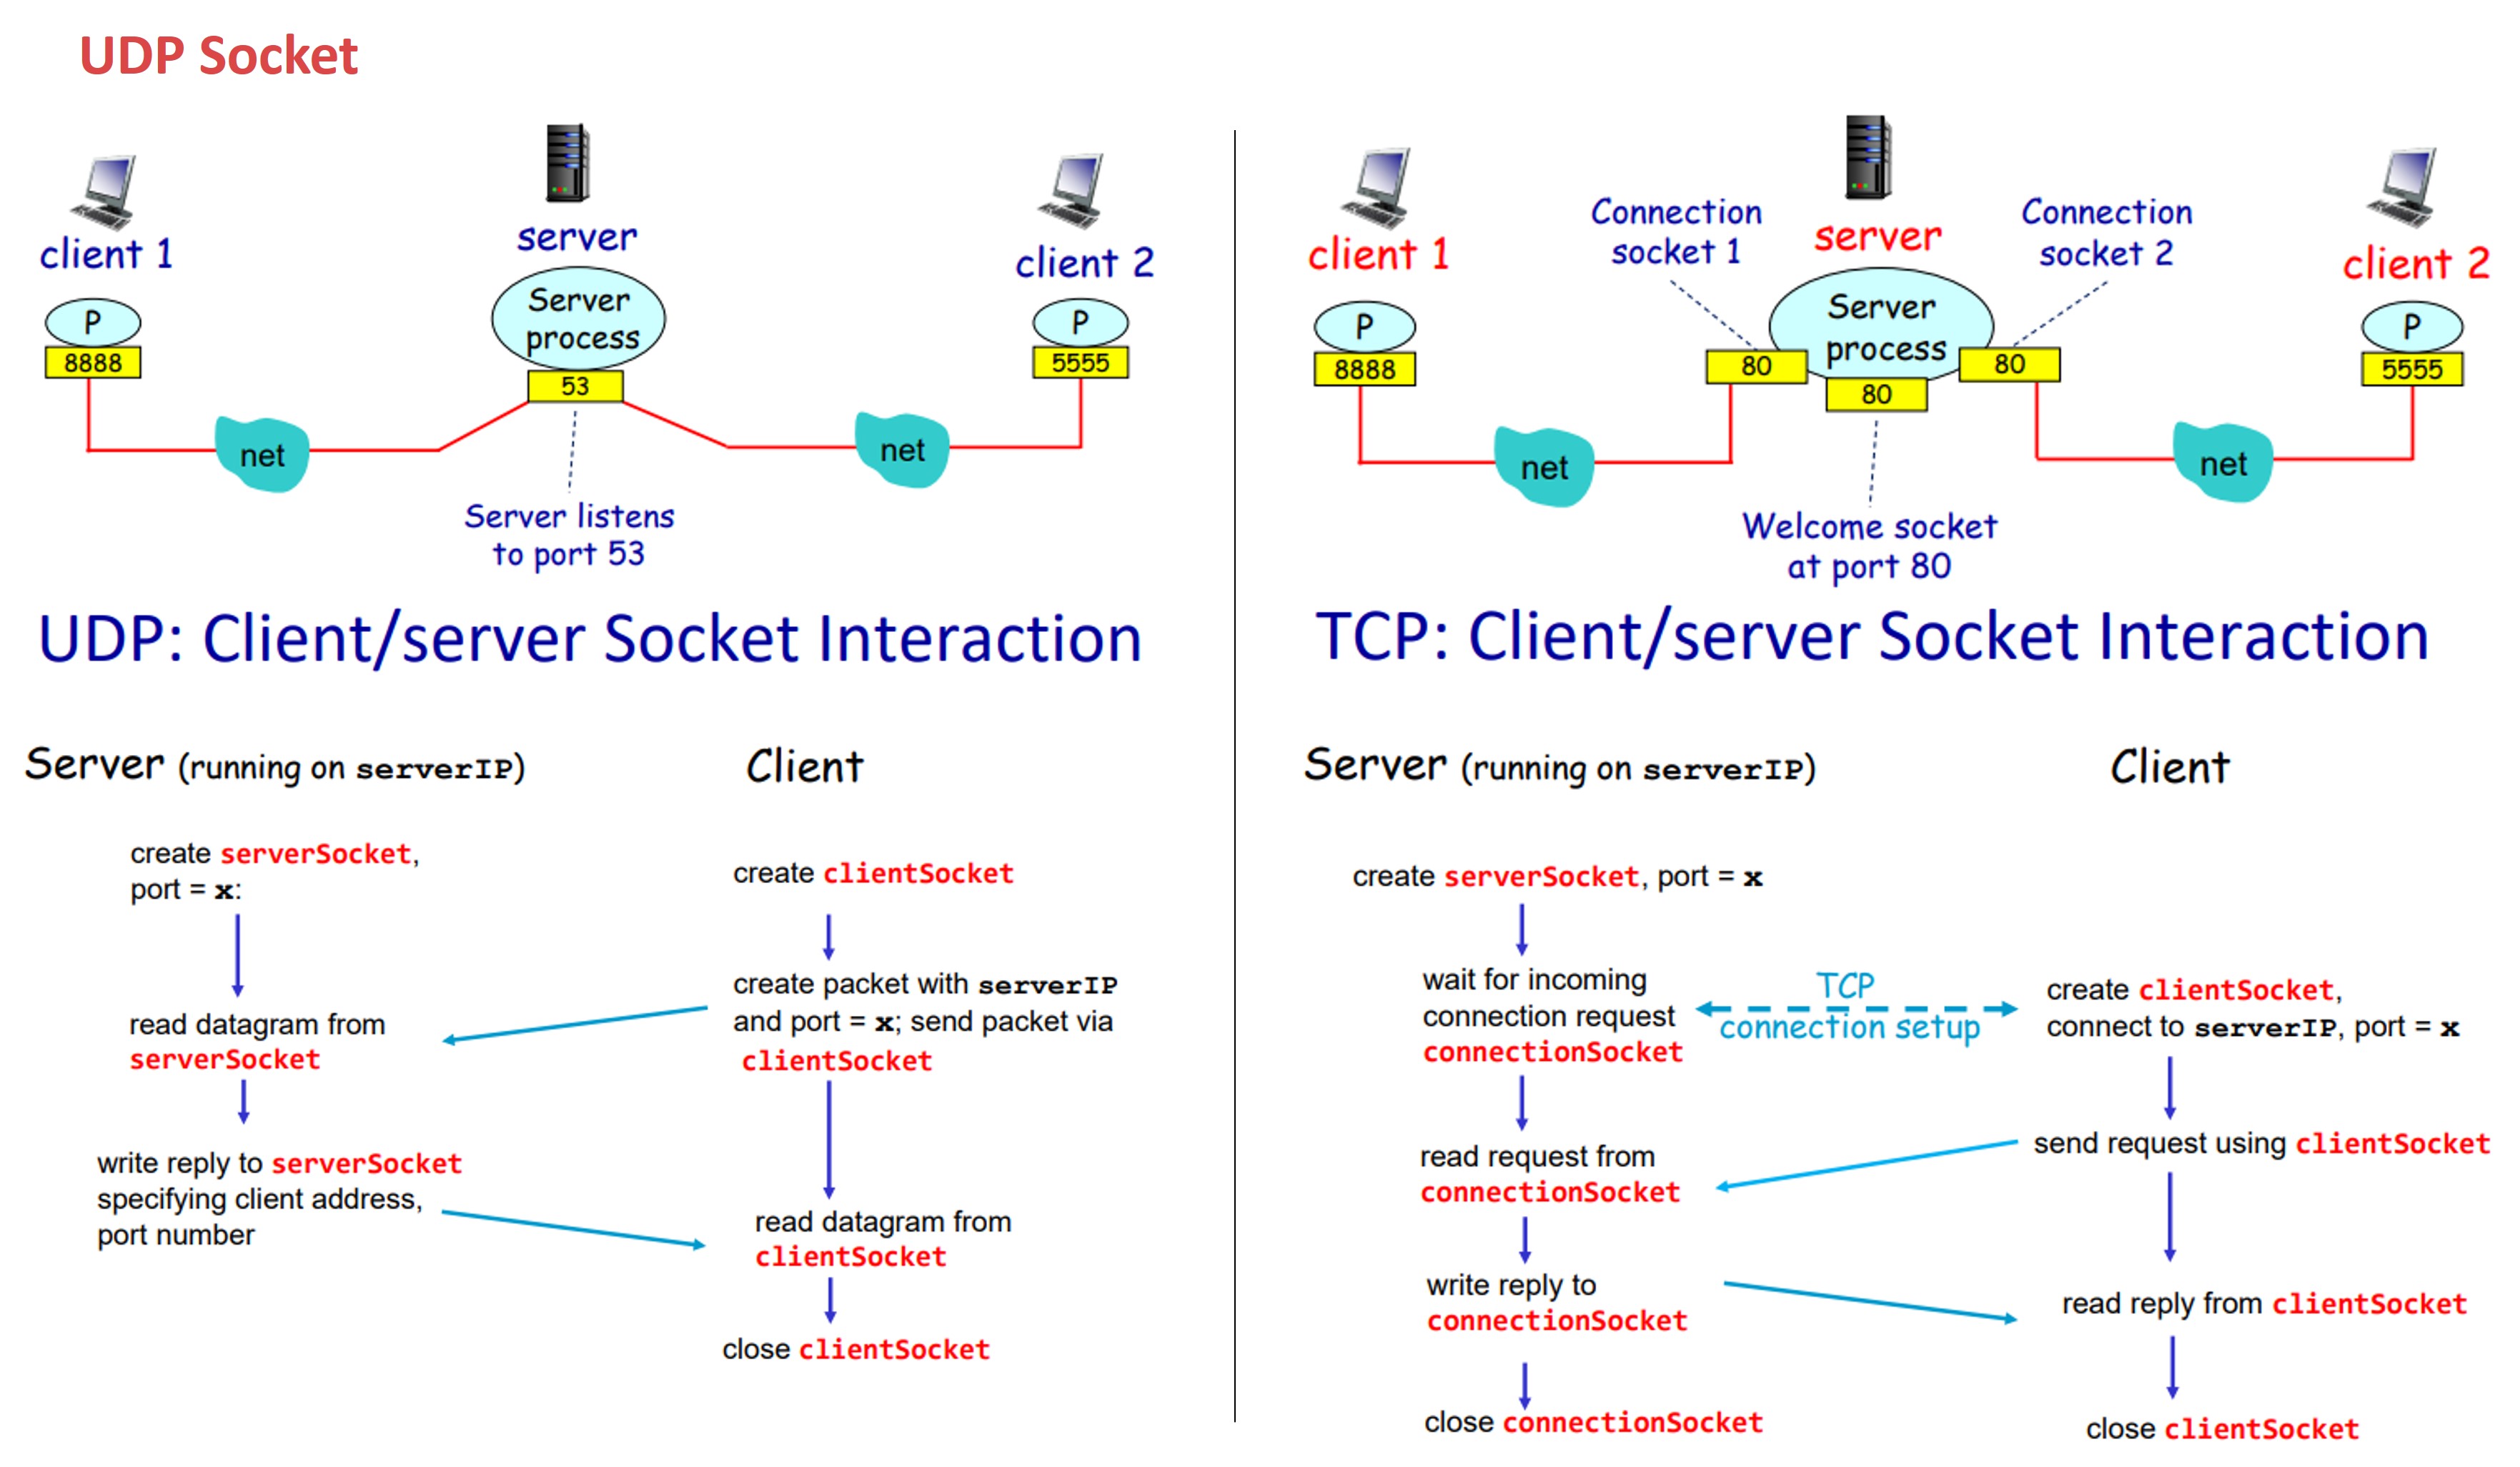 UDP Socket
client 1
server
client 2
P
8888
Server
process
53
P
5555
net
net
Server listens
to port 53
UDP: Client/server Socket Interaction
Server (running on serverIP)
Client
create serverSocket,
port = x:
read datagram from
serverSocket
write reply to serverSocket
specifying client address,
port number
create clientSocket
create packet with serverIP
and port = x; send packet via
clientSocket
read datagram from
clientSocket
close clientSocket
client 1
Connection
socket 1
server
Connection
socket 2
client 2
P
8888
Server
process
80
80
80
P
5555
net
net
Welcome socket
at port 80
TCP: Client/server Socket Interaction
Server (running on serverIP)
Client
create serverSocket, port = x
wait for incoming
connection request
connectionSocket
TCP
connection setup
create clientSocket,
connect to serverIP, port = x
read request from
connectionSocket
send request using clientSocket
write reply to
connectionSocket
read reply from clientSocket
close connectionSocket
close clientSocket